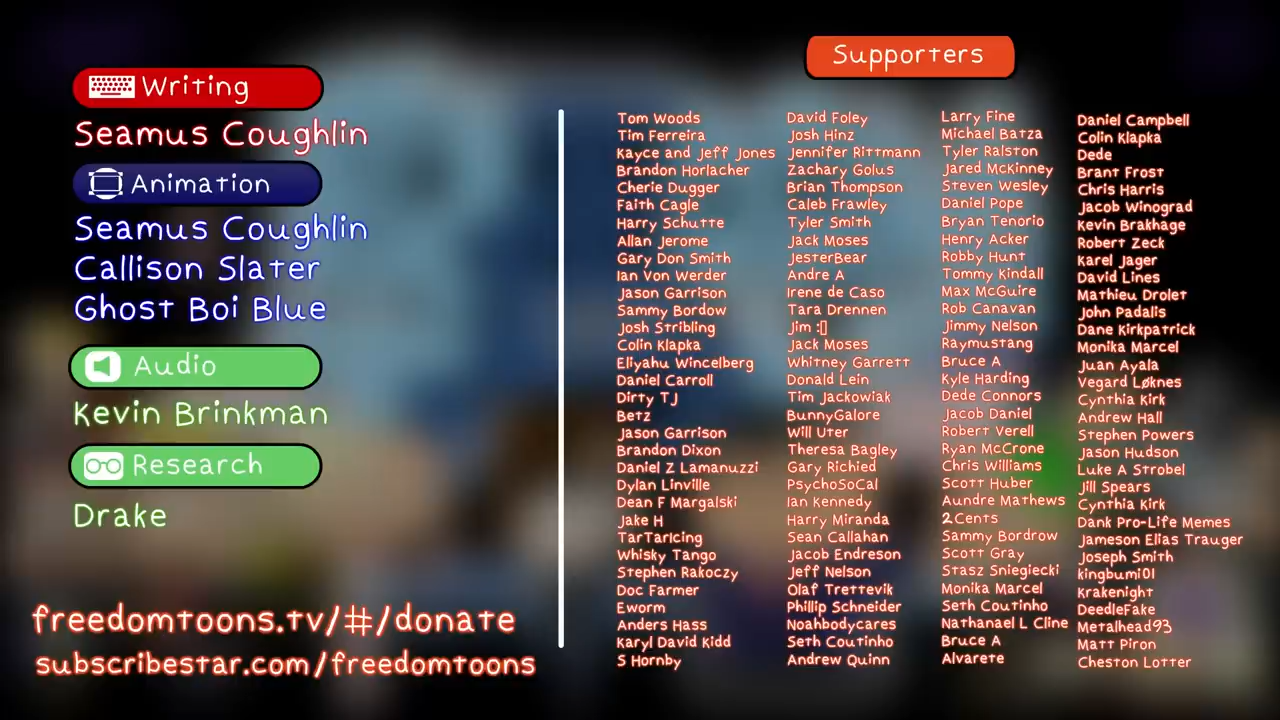 Writing
Seamus Coughlin
Animation
Seamus Coughlin
Callison Slater
Ghost Boi Blue
Audio
Kevin Brinkman
Research
Drake
freedomtoons.tv/#/donate
subscribestar.com/freedomtoons
Supporters
Tom Woods
Tim Ferreira
Kayce and Jeff Jones
Brandon Horlacher
Cherie Dugger
Faith Cagle
Harry Schutte
Allan Jerome
Gary Don Smith
Ian Von Werder
Jason Garrison
Sammy Bordow
Josh Stribling
Colin Klapka
Eliyahu Wincelberg
Daniel Carroll
Dirty TJ
Betz
Jason Garrison
Brandon Dixon
Daniel Z Lamanuzzi
Dylan Linville
Dean F Margalski
Jake H
TarTarIcing
Whisky Tango
Stephen Rakoczy
Doc Farmer
Eworm
Anders Hass
Karyl David Kidd
S Hornby
David Foley
Josh Hinz
Jennifer Rittmann
Zachary Golus
Brian Thompson
Caleb Frawley
Tyler Smith
Jack Moses
JesterBear
Andre A
Irene de Caso
Tara Drennen
Jim :[]
Jack Moses
Whitney Garrett
Donald Lein
Tim Jackowiak
BunnyGalore
Will Uter
Theresa Bagley
Gary Richied
PsychoSoCal
Ian Kennedy
Harry Miranda
Sean Callahan
Jacob Endreson
Jeff Nelson
Olaf Trettevik
Phillip Schneider
Noahbodycares
Seth Coutinho
Andrew Quinn
Larry Fine
Michael Batza
Tyler Ralston
Jared McKinney
Steven Wesley
Daniel Pope
Bryan Tenorio
Henry Acker
Robby Hunt
Tommy Kindall
Max McGuire
Rob Canavan
Jimmy Nelson
Raymustang
Bruce A
Kyle Harding
Dede Connors
Jacob Daniel
Robert Verell
Ryan McCrone
Chris Williams
Scott Huber
Aundre Mathews
2Cents
Sammy Bordrow
Scott Gray
Stasz Sniegiecki
Monika Marcel
Seth Coutinho
Nathanael L Cline
Bruce A
Alvarete
Daniel Campbell
Colin Klapka
Dede
Brant Frost
Chris Harris
Jacob Winograd
Kevin Brakhage
Robert Zeck
Karel Jager
David Lines
Mathieu Drolet
John Padalis
Dane Kirkpatrick
Monika Marcel
Juan Ayala
Vegard Løknes
Cynthia Kirk
Andrew Hall
Stephen Powers
Jason Hudson
Luke A Strobel
Jill Spears
Cynthia Kirk
Dank Pro-Life Memes
Jameson Elias Trauger
Joseph Smith
kingbumi01
Krakenight
DeedleFake
Metalhead93
Matt Piron
Cheston Lotter